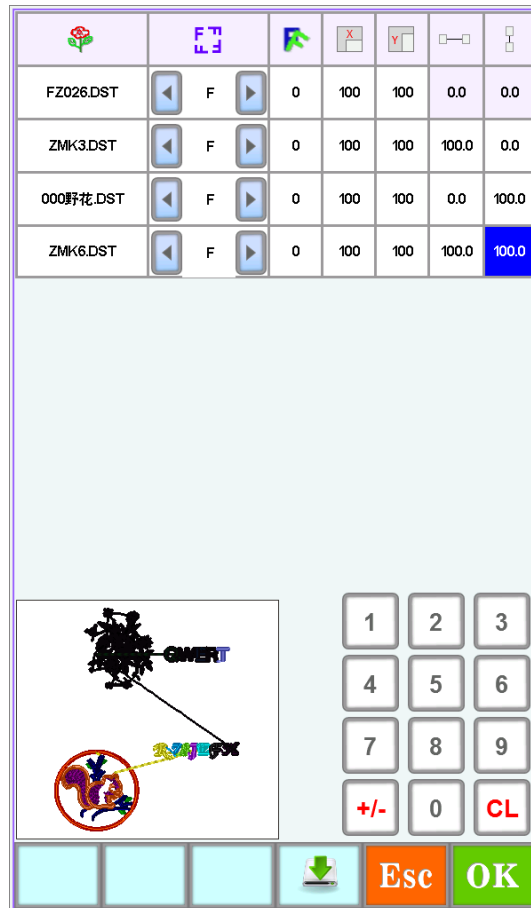 X Y
FZ026.DST F 0 100 100 0.0 0.0
ZMK3.DST F 0 100 100 100.0 0.0
000野花.DST F 0 100 100 0.0 100.0
ZMK6.DST F 0 100 100 100.0 100.0
QWERT
1 2 3
4 5 6
7 8 9
+/- 0 CL
Esc OK